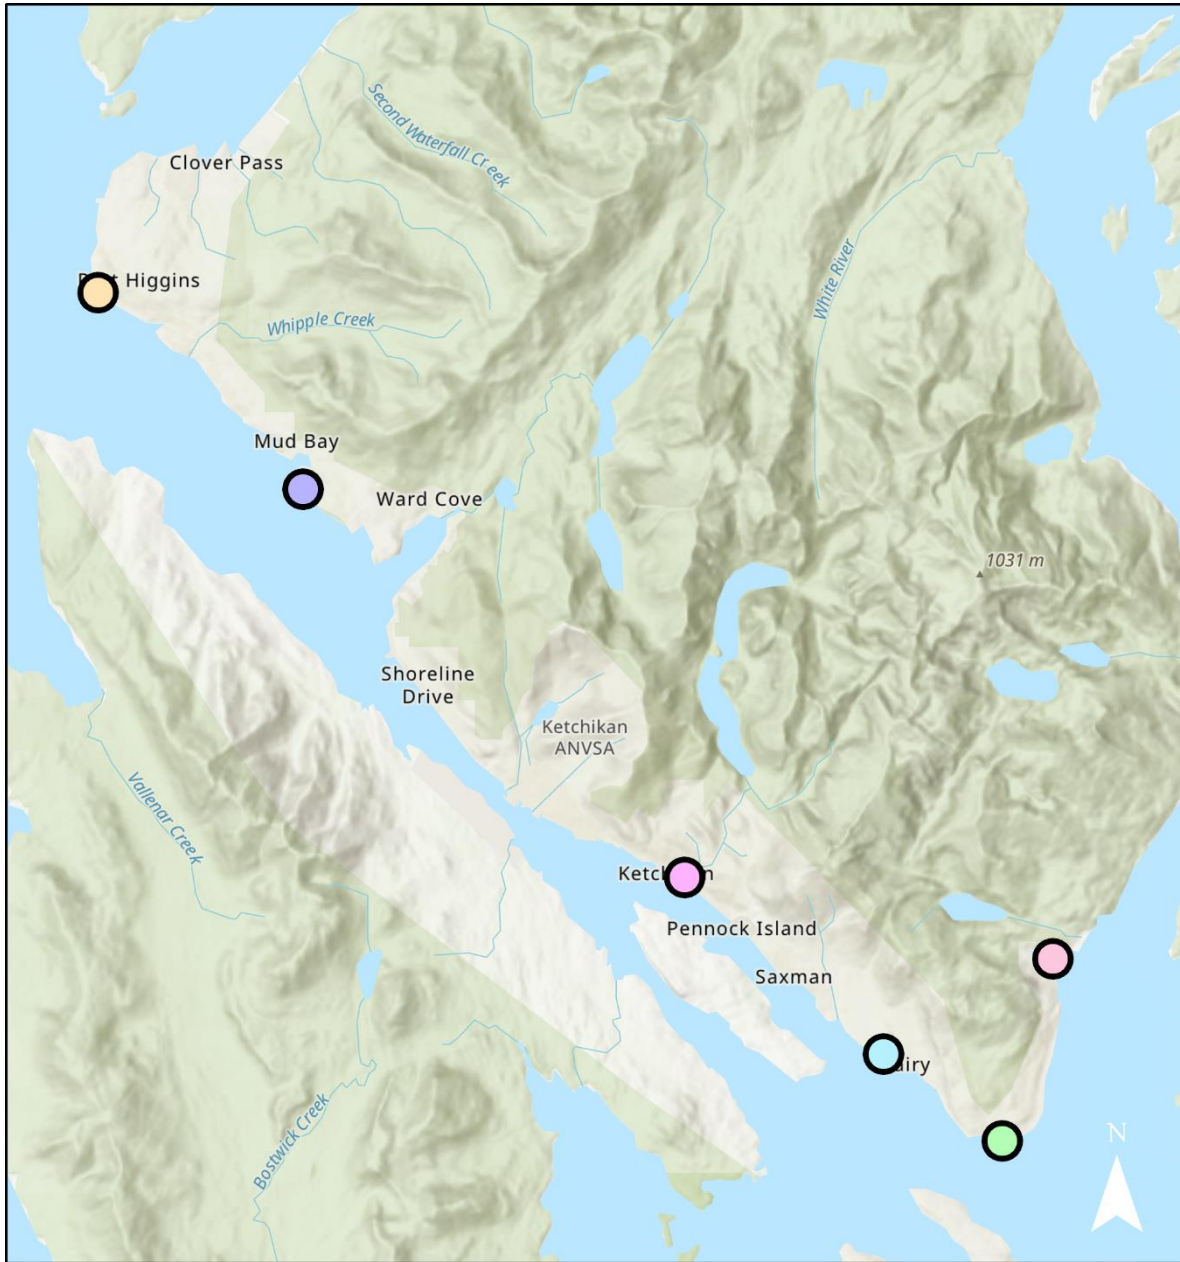 Second Waterfall Creek
Clover Pass
White River
Higgins
Whipple Creek
Mud Bay
Ward Cove
1031 m
Shoreline
Drive
Ketchikan
ANVSA
Vallenar Creek
Pennock Island
Saxman
Bostwick Creek
N